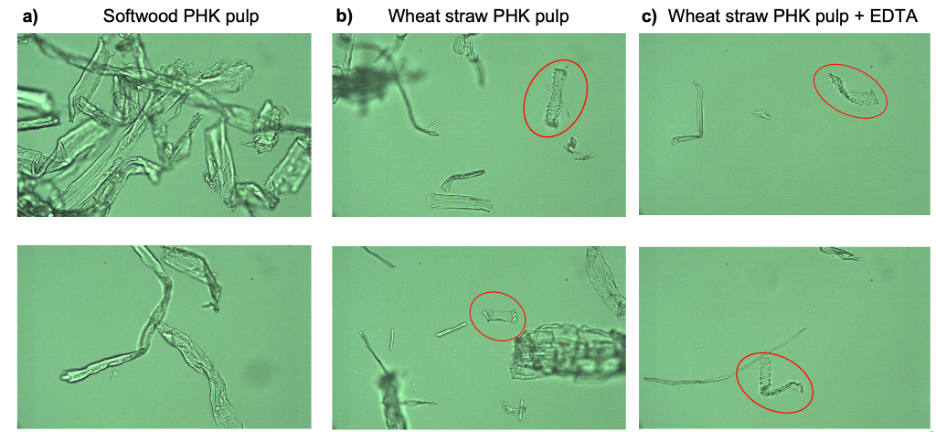 a) Softwood PHK pulp
b) Wheat straw PHK pulp
c) Wheat straw PHK pulp + EDTA